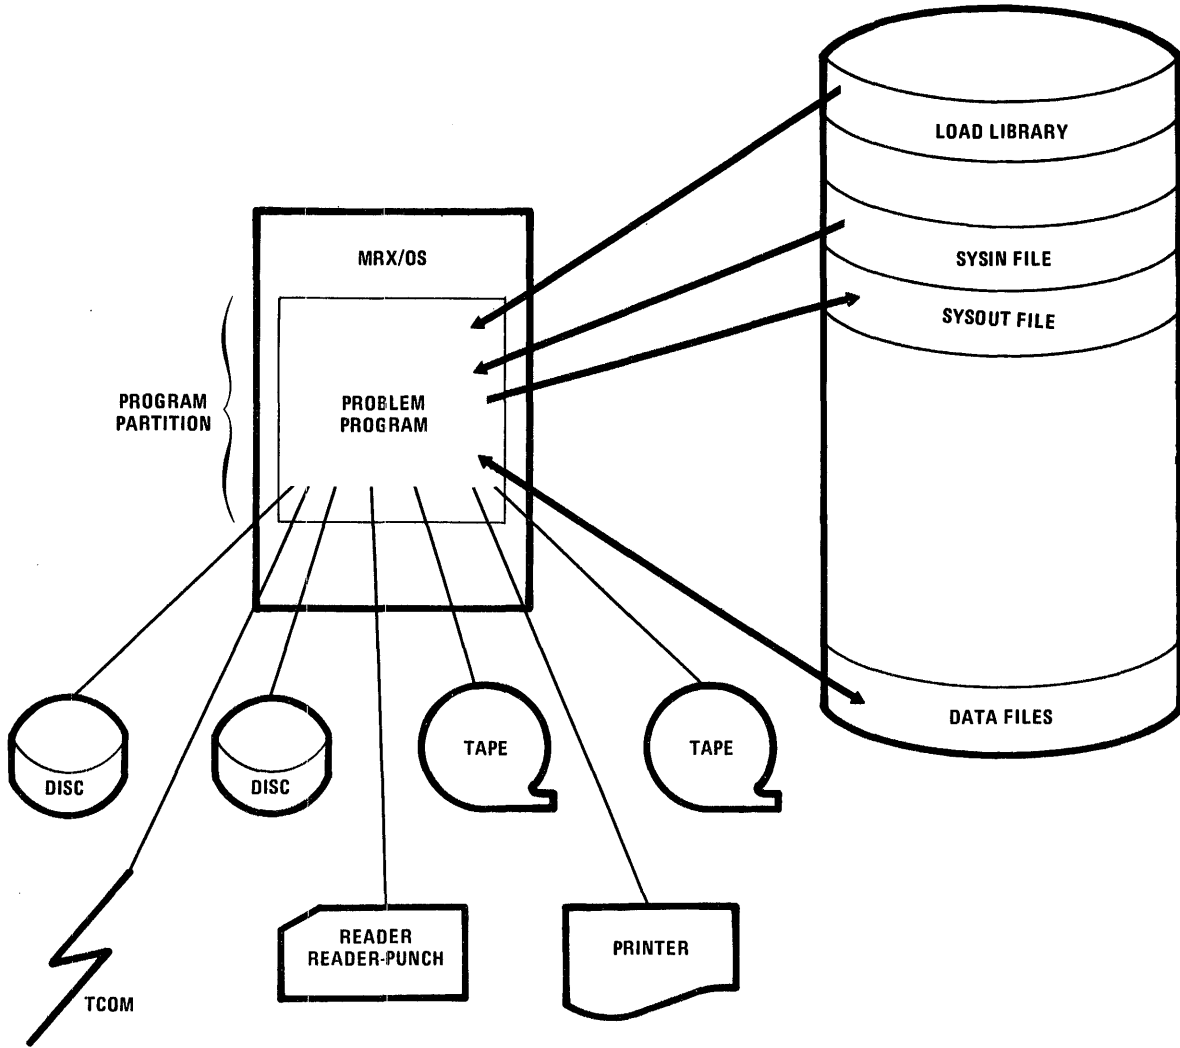 LOAD LIBRARY
MRX/OS
SYSIN FILE
SYSOUT FILE
PROGRAM
PARTITION
PROBLEM
PROGRAM
DATA FILES
DISC
DISC
TAPE
TAPE
READER
READER-PUNCH
PRINTER
TCOM